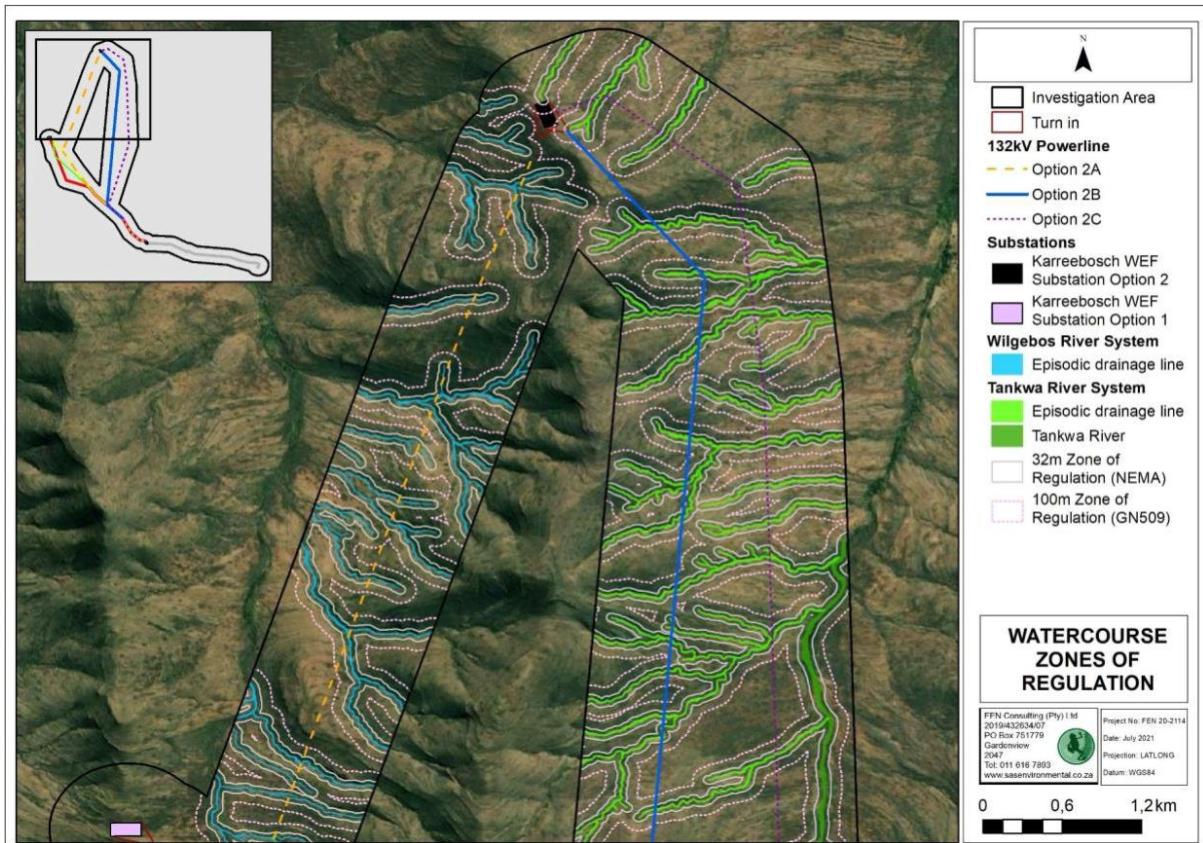 N
Investigation Area
Turn in
132kV Powerline
Option 2A
Option 2B
Option 2C
Substations
Karreebosch WEF
Substation Option 2
Karreebosch WEF
Substation Option 1
Wilgebos River System
Episodic drainage line
Tankwa River System
Episodic drainage line
Tankwa River
32m Zone of
Regulation (NEMA)
100m Zone of
Regulation (GN509)
WATERCOURSE
ZONES OF
REGULATION
FEN Consulting (Py) Ltd
2019/432634/07
PO Box 751779
Gardenview
2047
Tel: 011 616 7893
www.sasenvironmental.co.za
Project No: FEN 20-2114
Date: July 2021
Projection: LATLONG
Datum: WGS84
0 0,6 1,2 km